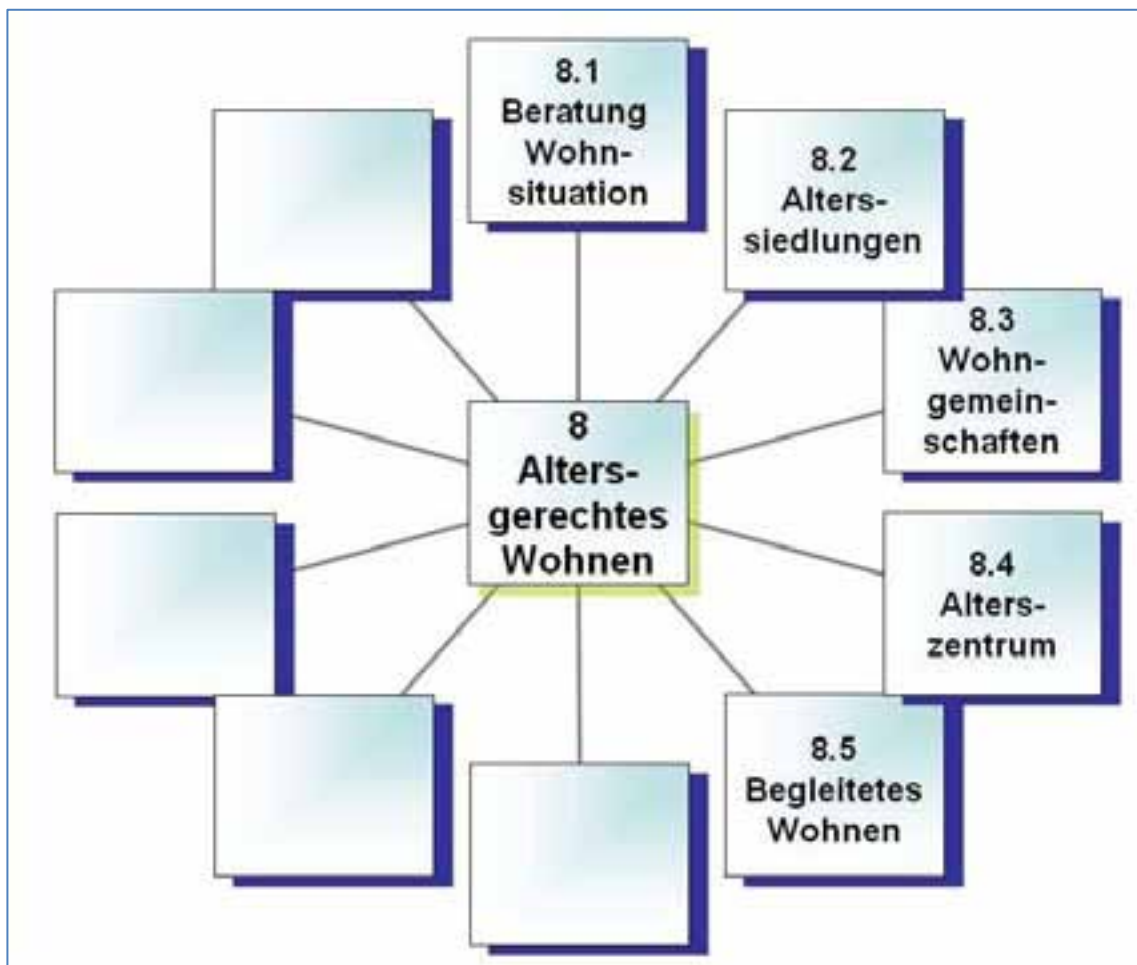 8.1
Beratung
Wohn-
situation
8.2
Alters-
siedlungen
8.3
Wohn-
gemein-
schaften
8
Alters-
gerechtes
Wohnen
8.4
Alters-
zentrum
8.5
Begleitetes
Wohnen